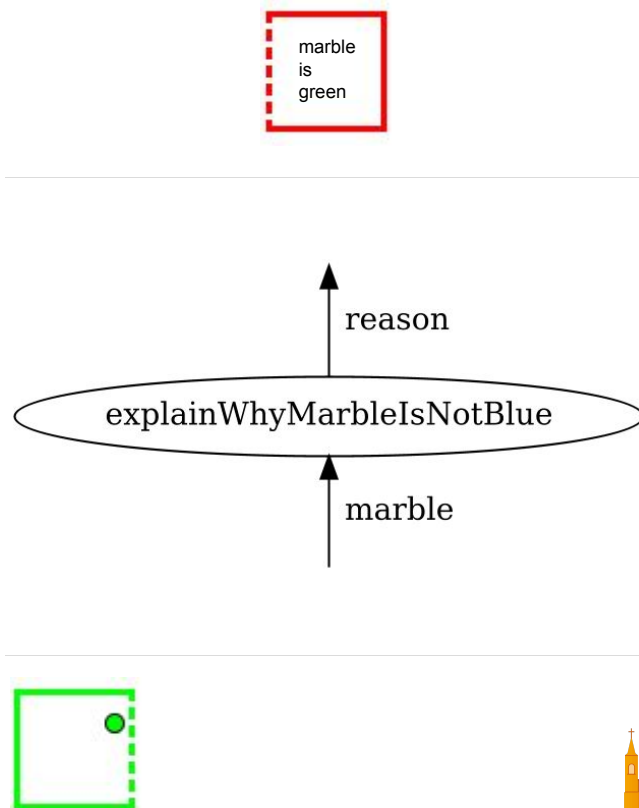 marble
is
green
reason
explainWhyMarbleIsNotBlue
marble